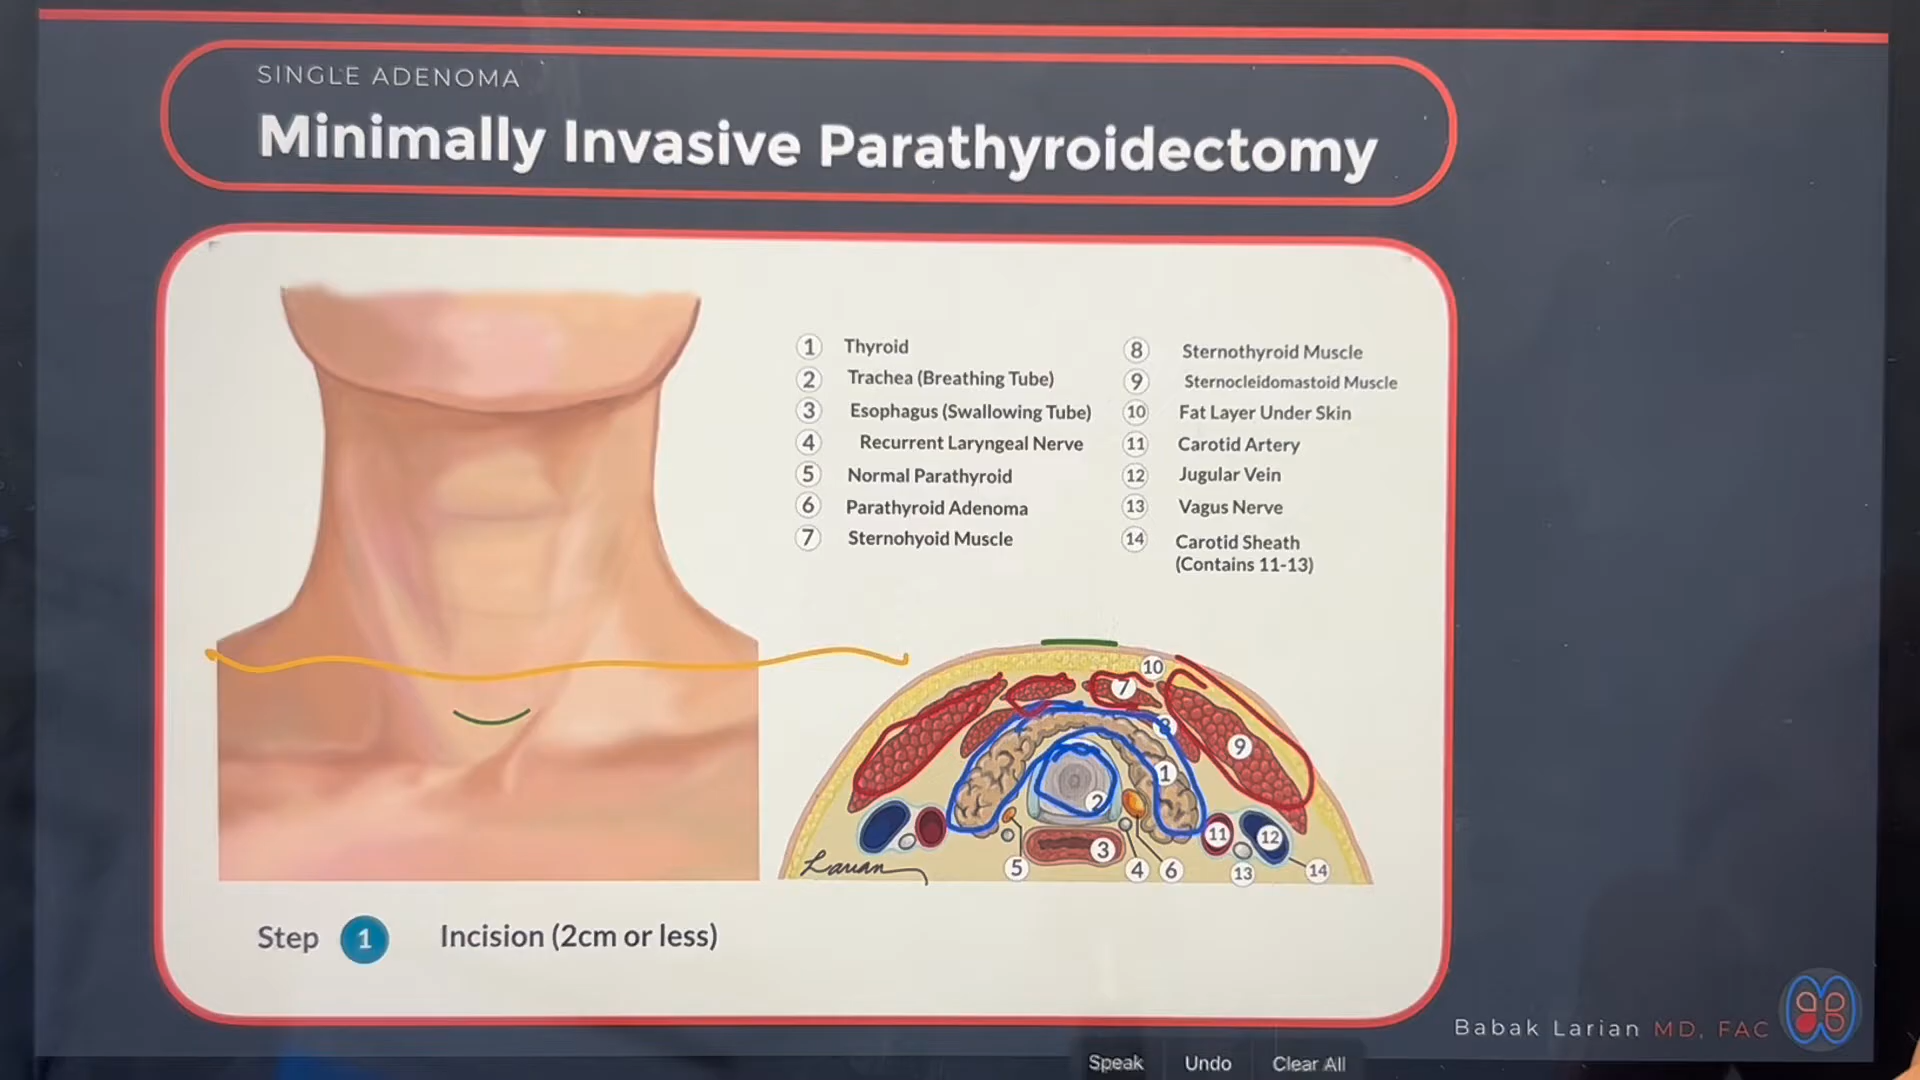 SINGLE ADENOMA
Minimally Invasive Parathyroidectomy
1 Thyroid
2 Trachea (Breathing Tube)
3 Esophagus (Swallowing Tube)
4 Recurrent Laryngeal Nerve
5 Normal Parathyroid
6 Parathyroid Adenoma
7 Sternohyoid Muscle
8 Sternothyroid Muscle
9 Sternocleidomastoid Muscle
10 Fat Layer Under Skin
11 Carotid Artery
12 Jugular Vein
13 Vagus Nerve
14 Carotid Sheath
(Contains 11-13)
10
7
8
9
1
2
11
12
3
5
4
6
13
14
Larian
Step 1 Incision (2cm or less)
Babak Larian MD, FAC
Speak Undo Clear All